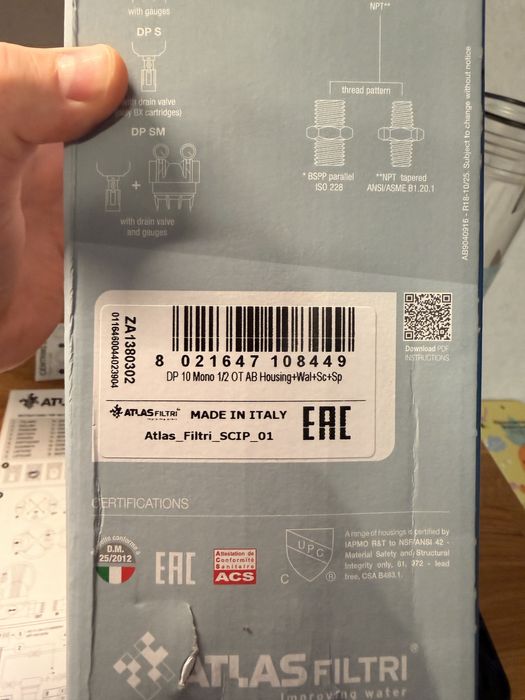 with gauges
DP S
with drain valve
(only BX cartridges)
DP SM
+
with drain valve
and gauges
NPT**
thread pattern
* BSPP parallel
ISO 228
**NPT tapered
ANSI/ASME B1.20.1
AB9040916 - R18-10/25. Subject to change without notice
Download PDF
INSTRUCTIONS
ZA1380302
8 021647 108449
DP 10 Mono 1/2 OT AB Housing+Wal+Sc+Sp
ATLAS FILTRI
MADE IN ITALY
EAC
Atlas_Filtri_SCIP_01
CERTIFICATIONS
conforme
D.M.
25/2012
EAC
Attestation de
Conformité
Sanitaire
ACS
UPC
C
®
A range of housings is certified by
IAPMO R&T to NSF/ANSI 42 -
Material Safety and Structural
Integrity only, 61, 372 - lead
free, CSA B483.1.
ATLAS FILTRI®
Improving water
ATLAS